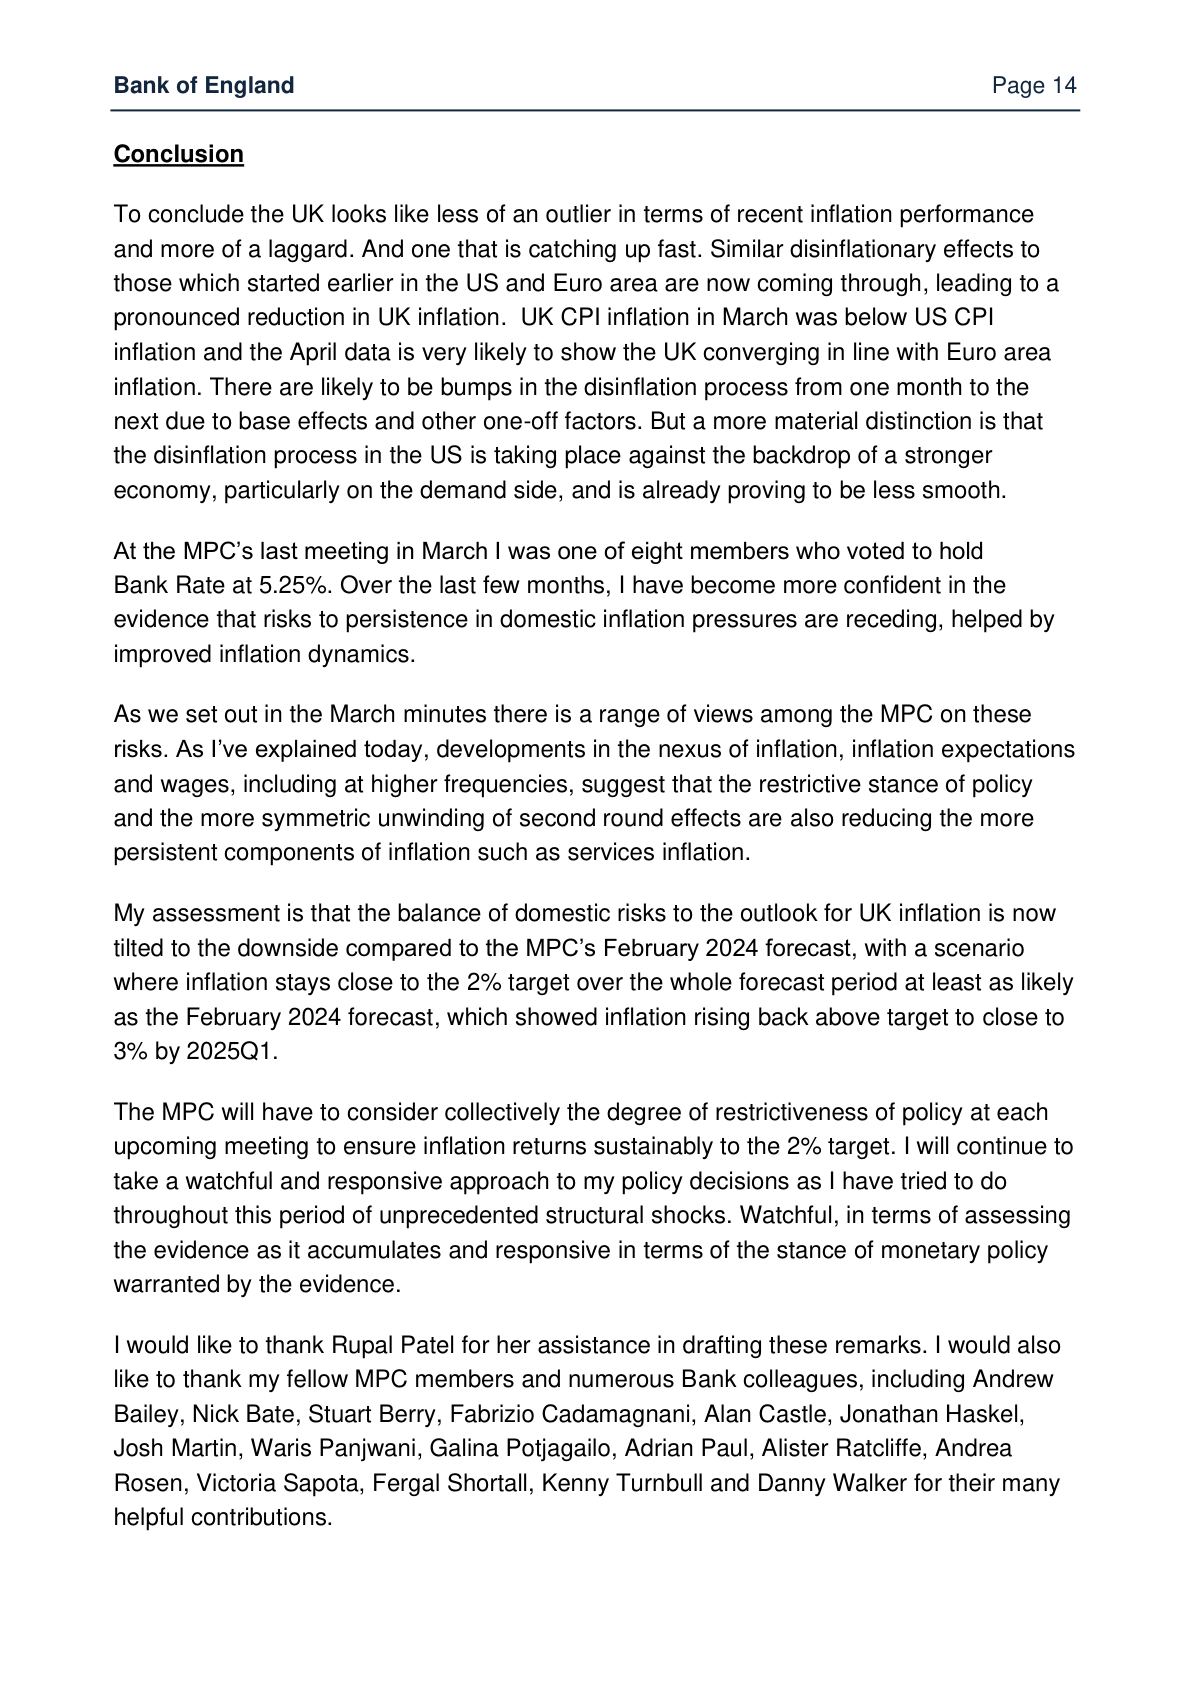 Bank of England
Page 14
Conclusion
To conclude the UK looks like less of an outlier in terms of recent inflation performance
and more of a laggard. And one that is catching up fast. Similar disinflationary effects to
those which started earlier in the US and Euro area are now coming through, leading to a
pronounced reduction in UK inflation.  UK CPI inflation in March was below US CPI
inflation and the April data is very likely to show the UK converging in line with Euro area
inflation. There are likely to be bumps in the disinflation process from one month to the
next due to base effects and other one-off factors. But a more material distinction is that
the disinflation process in the US is taking place against the backdrop of a stronger
economy, particularly on the demand side, and is already proving to be less smooth.
At the MPC’s last meeting in March I was one of eight members who voted to hold
Bank Rate at 5.25%. Over the last few months, I have become more confident in the
evidence that risks to persistence in domestic inflation pressures are receding, helped by
improved inflation dynamics.
As we set out in the March minutes there is a range of views among the MPC on these
risks. As I’ve explained today, developments in the nexus of inflation, inflation expectations
and wages, including at higher frequencies, suggest that the restrictive stance of policy
and the more symmetric unwinding of second round effects are also reducing the more
persistent components of inflation such as services inflation.
My assessment is that the balance of domestic risks to the outlook for UK inflation is now
tilted to the downside compared to the MPC’s February 2024 forecast, with a scenario
where inflation stays close to the 2% target over the whole forecast period at least as likely
as the February 2024 forecast, which showed inflation rising back above target to close to
3% by 2025Q1.
The MPC will have to consider collectively the degree of restrictiveness of policy at each
upcoming meeting to ensure inflation returns sustainably to the 2% target. I will continue to
take a watchful and responsive approach to my policy decisions as I have tried to do
throughout this period of unprecedented structural shocks. Watchful, in terms of assessing
the evidence as it accumulates and responsive in terms of the stance of monetary policy
warranted by the evidence.
I would like to thank Rupal Patel for her assistance in drafting these remarks. I would also
like to thank my fellow MPC members and numerous Bank colleagues, including Andrew
Bailey, Nick Bate, Stuart Berry, Fabrizio Cadamagnani, Alan Castle, Jonathan Haskel,
Josh Martin, Waris Panjwani, Galina Potjagailo, Adrian Paul, Alister Ratcliffe, Andrea
Rosen, Victoria Sapota, Fergal Shortall, Kenny Turnbull and Danny Walker for their many
helpful contributions.